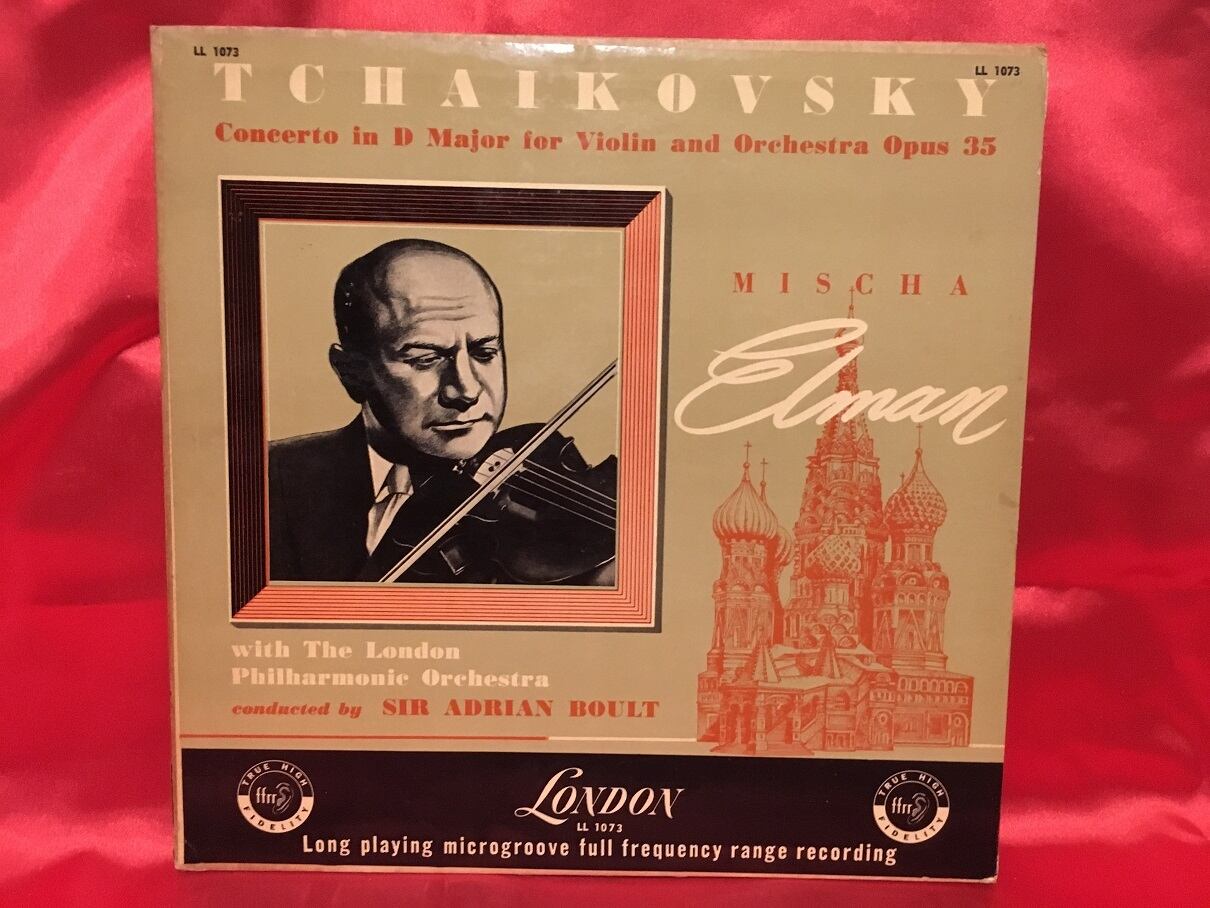 LL 1073
LL 1073
TCHAIKOVSKY
Concerto in D Major for Violin and Orchestra Opus 35
MISCHA
Elman
with The London
Philharmonic Orchestra
conducted by SIR ADRIAN BOULT
TRUE HIGH
ffrr
FIDELITY
LONDON
LL 1073
TRUE HIGH
ffrr
FIDELITY
Long playing microgroove full frequency range recording